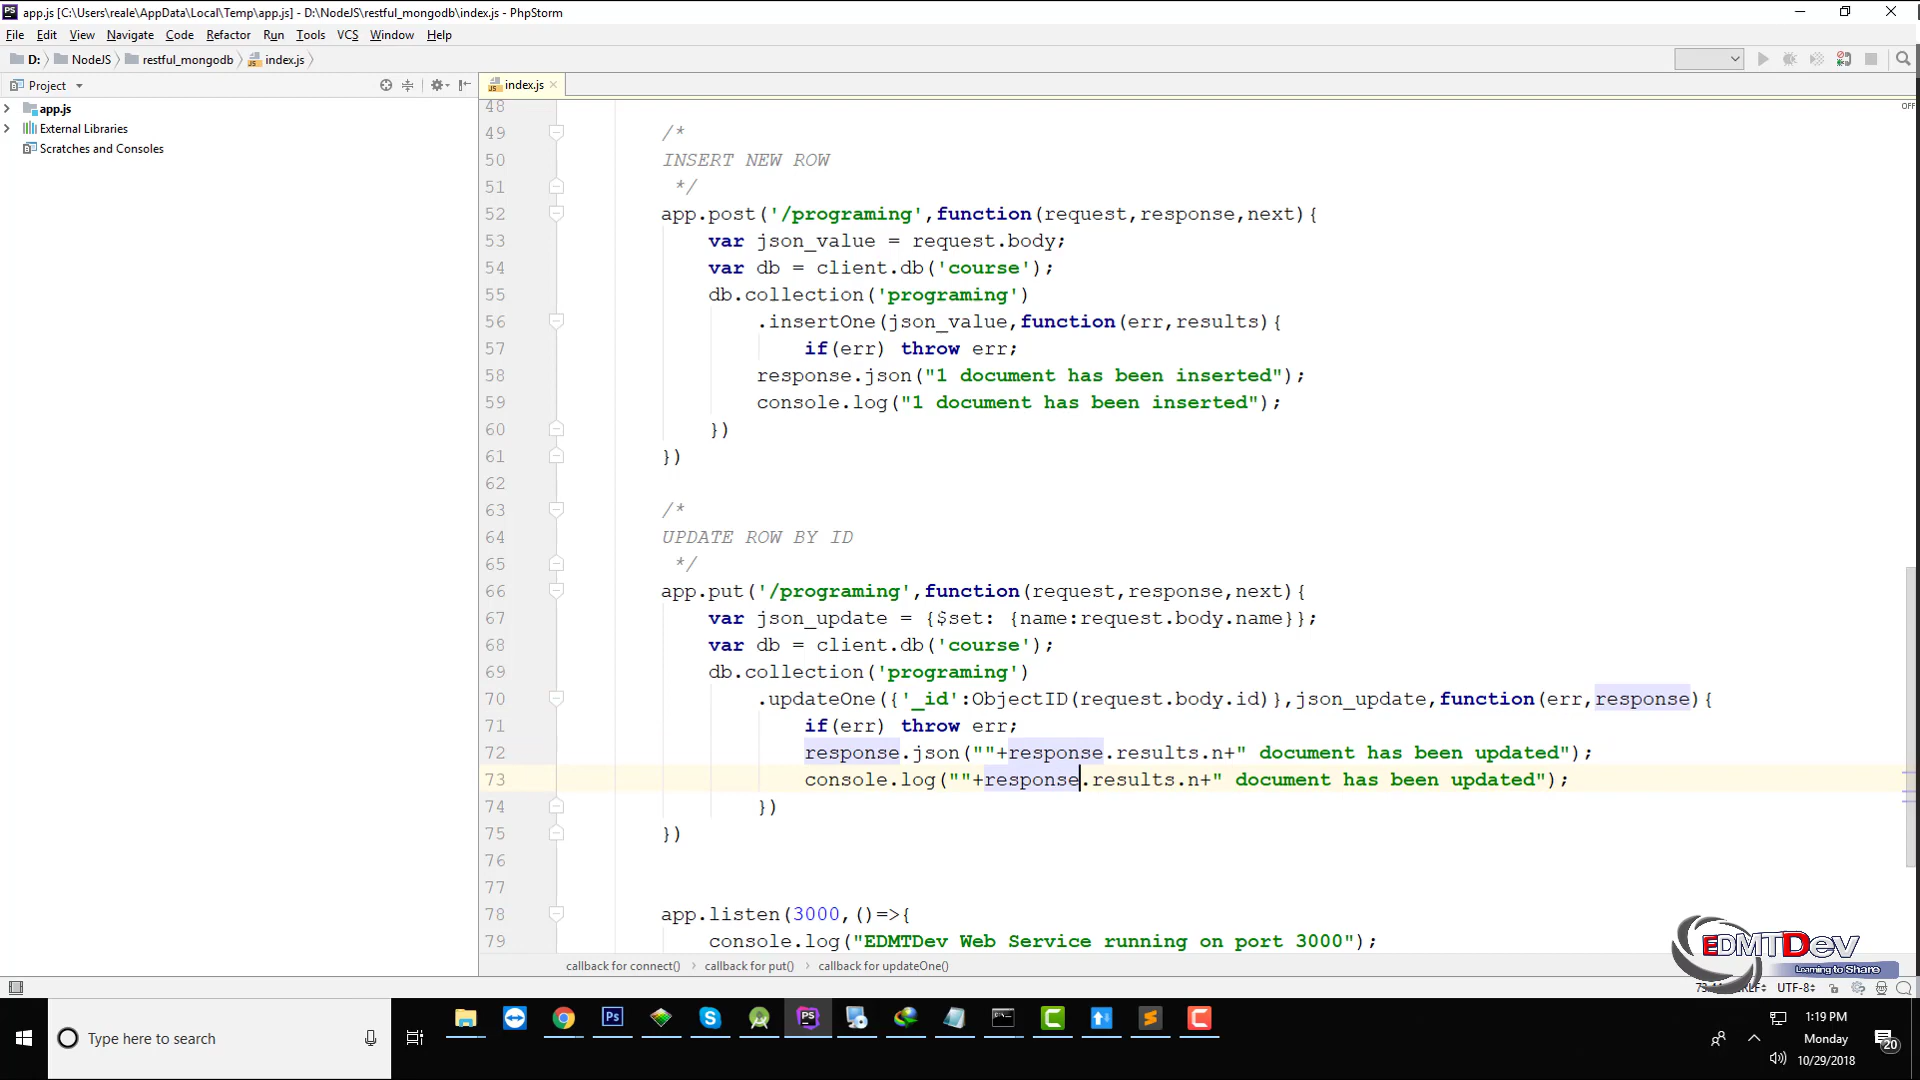 app.js [C:\Users\reale\AppData\Local\Temp\app.js] - D:\NodeJS\restful_mongodb\index.js - PhpStorm
File Edit View Navigate Code Refactor Run Tools VCS Window Help
D: NodeJS restful_mongodb index.js
Project
index.js
app.js
External Libraries
Scratches and Consoles
OFF
48
49 /*
50 INSERT NEW ROW
51 */
52 app.post('/programing',function(request,response,next){
53 var json_value = request.body;
54 var db = client.db('course');
55 db.collection('programing')
56 .insertOne(json_value,function(err,results){
57 if(err) throw err;
58 response.json("1 document has been inserted");
59 console.log("1 document has been inserted");
60 })
61 })
62
63 /*
64 UPDATE ROW BY ID
65 */
66 app.put('/programing',function(request,response,next){
67 var json_update = {$set: {name:request.body.name}};
68 var db = client.db('course');
69 db.collection('programing')
70 .updateOne({'_id':ObjectID(request.body.id)},json_update,function(err,response){
71 if(err) throw err;
72 response.json(""+response.results.n+" document has been updated");
73 console.log(""+response.results.n+" document has been updated");
74 })
75 })
76
77
78 app.listen(3000,()=>{
79 console.log("EDMTDev Web Service running on port 3000");
callback for connect() callback for put() callback for updateOne()
EDMTDev
Learning to Share
UTF-8
Type here to search
1:19 PM
Monday
10/29/2018
20